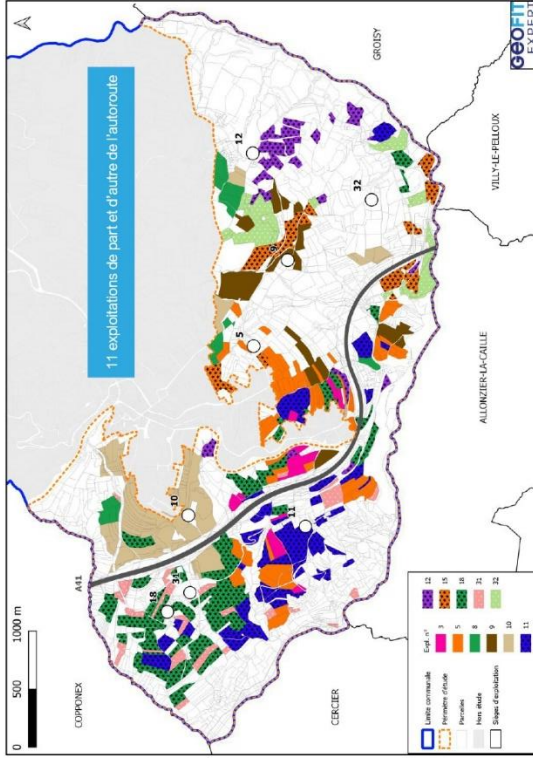 11 exploitations de part et d'autre de l'autoroute
GEOFIT
EXPERT
GROISY
VILLY-LE-PELLOUX
ALLONZIER-LA-CAILLE
CERCIER
COPPONEX
A41
12
32
9
5
10
31
18
11
0 500 1000 m
Limite communale
Périmètre d'étude
Parcelles
Hors étude
Sièges d'exploitation
Expl. n°
3
5
8
9
10
11
12
15
18
31
32